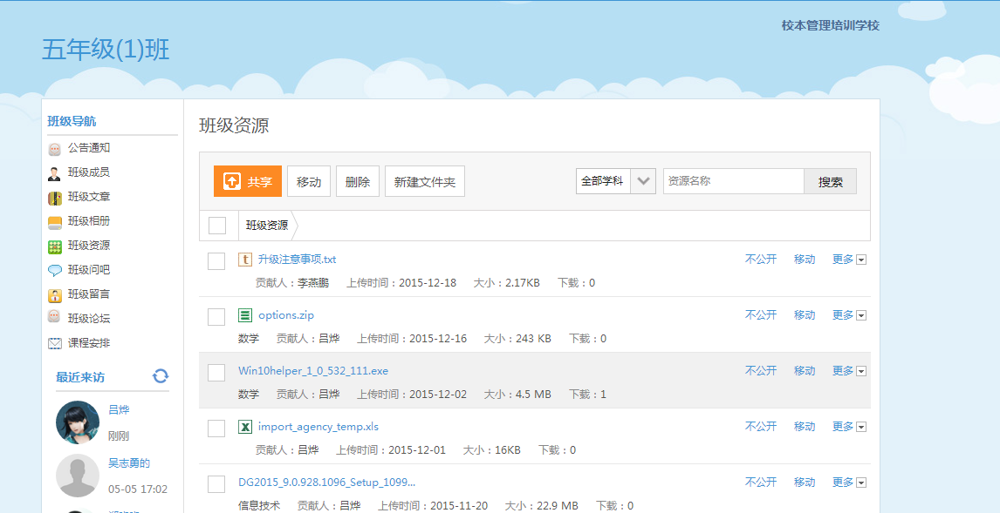 校本管理培训学校
五年级(1)班
班级导航
公告通知
班级成员
班级文章
班级相册
班级资源
班级问吧
班级留言
班级论坛
课程安排
最近来访
吕烨
刚刚
吴志勇的
05-05 17:02
班级资源
共享 移动 删除 新建文件夹 全部学科 资源名称 搜索
班级资源
升级注意事项.txt 不公开 移动 更多
贡献人：李燕鹏 上传时间：2015-12-18 大小：2.17KB 下载：0
options.zip 不公开 移动 更多
数学 贡献人：吕烨 上传时间：2015-12-16 大小：243 KB 下载：0
Win10helper_1_0_532_111.exe 不公开 移动 更多
数学 贡献人：吕烨 上传时间：2015-12-02 大小：4.5 MB 下载：1
import_agency_temp.xls 不公开 移动 更多
贡献人：吕烨 上传时间：2015-12-01 大小：16KB 下载：0
DG2015_9.0.928.1096_Setup_1099... 不公开 移动 更多
信息技术 贡献人：吕烨 上传时间：2015-11-20 大小：22.9 MB 下载：0